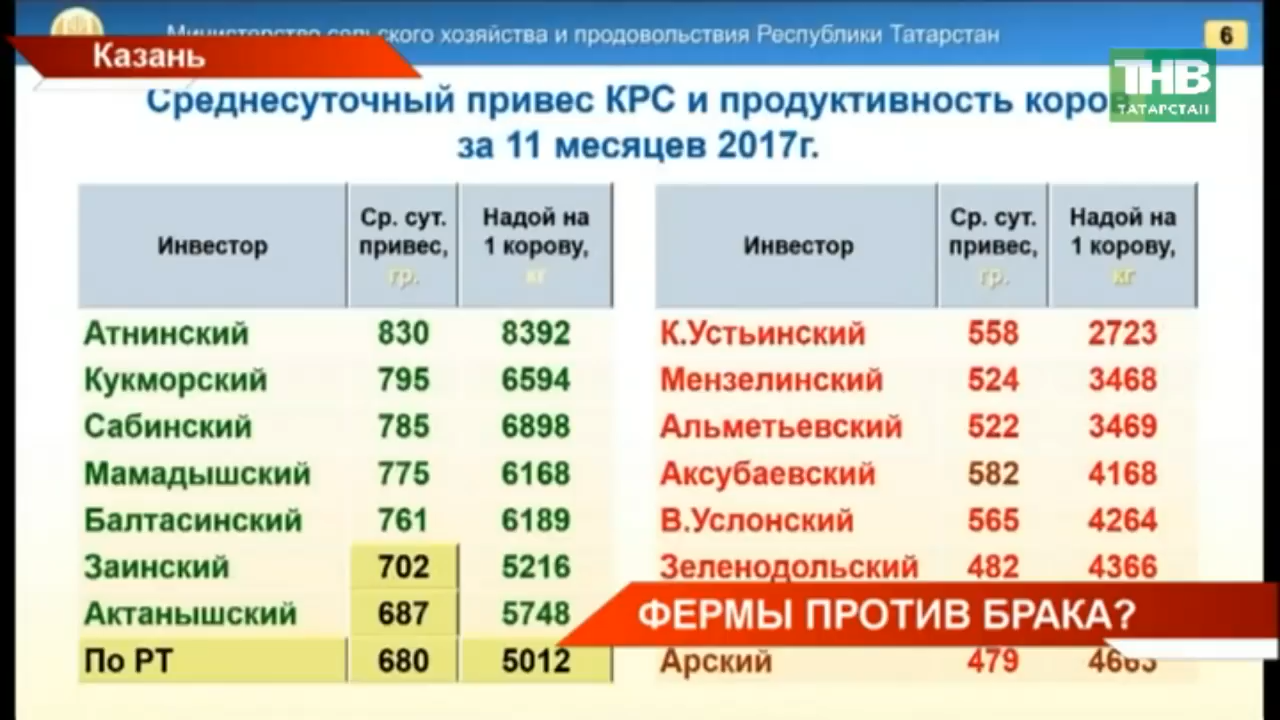 Министерство сельского хозяйства и продовольствия Республики Татарстан
6
Казань
ТНВ
ТАТАРСТАН
Среднесуточный привес КРС и продуктивность коров
за 11 месяцев 2017г.
Инвестор Ср. сут. привес, гр. Надой на 1 корову, кг
Атнинский 830 8392
Кукморский 795 6594
Сабинский 785 6898
Мамадышский 775 6168
Балтасинский 761 6189
Заинский 702 5216
Актанышский 687 5748
По РТ 680 5012
Инвестор Ср. сут. привес, гр. Надой на 1 корову, кг
К.Устьинский 558 2723
Мензелинский 524 3468
Альметьевский 522 3469
Аксубаевский 582 4168
В.Услонский 565 4264
Зеленодольский 482 4366
Арский 479 4663
ФЕРМЫ ПРОТИВ БРАКА?